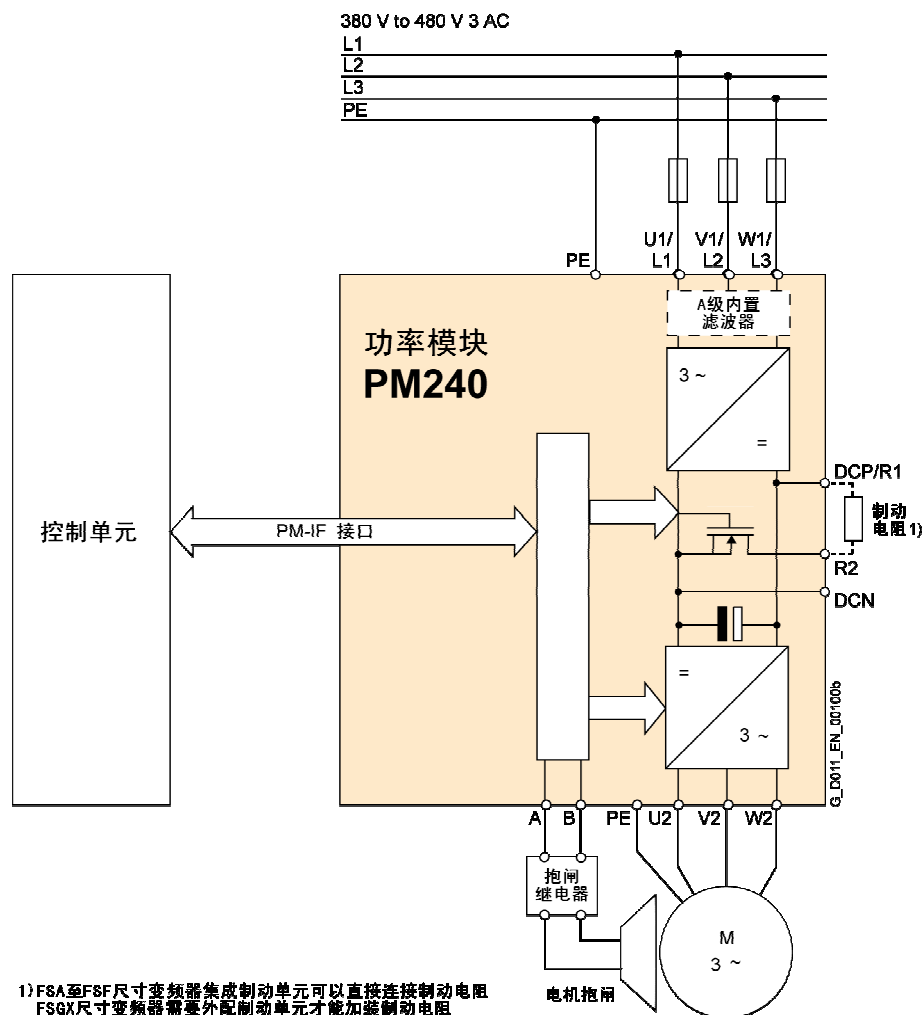 380 V to 480 V 3 AC
L1
L2
L3
PE
U1/ V1/ W1/
PE L1 L2 L3
A级内置
滤波器
功率模块
PM240
3 ~
=
DCP/R1
制动
电阻1)
控制单元
PM-IF 接口
R2
DCN
=
3 ~
G_D011_EN_00100b
A B PE U2 V2 W2
抱闸
继电器
M
3 ~
电机抱闸
1)FSA至FSF尺寸变频器集成制动单元可以直接连接制动电阻
FSGX尺寸变频器需要外配制动单元才能加装制动电阻